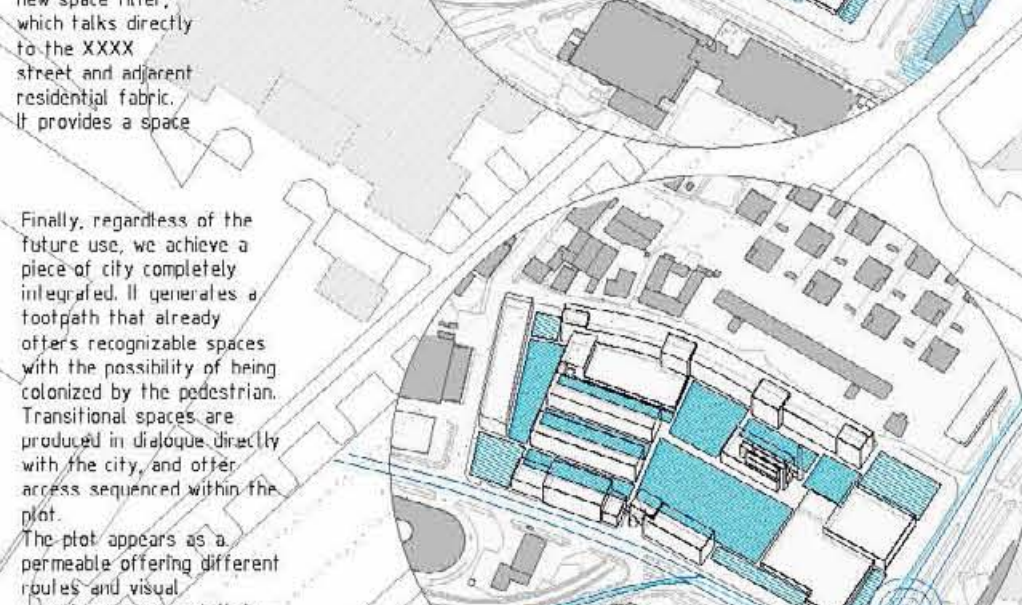 new space filter,
which talks directly
to the XXXX
street and adjacent
residential fabric.
It provides a space
Finally, regardless of the
future use, we achieve a
piece of city completely
integrated. It generates a
footpath that already
offers recognizable spaces
with the possibility of being
colonized by the pedestrian.
Transitional spaces are
produced in dialogue directly
with the city, and offer
access sequenced within the
plot.
The plot appears as a
permeable offering different
routes and visual